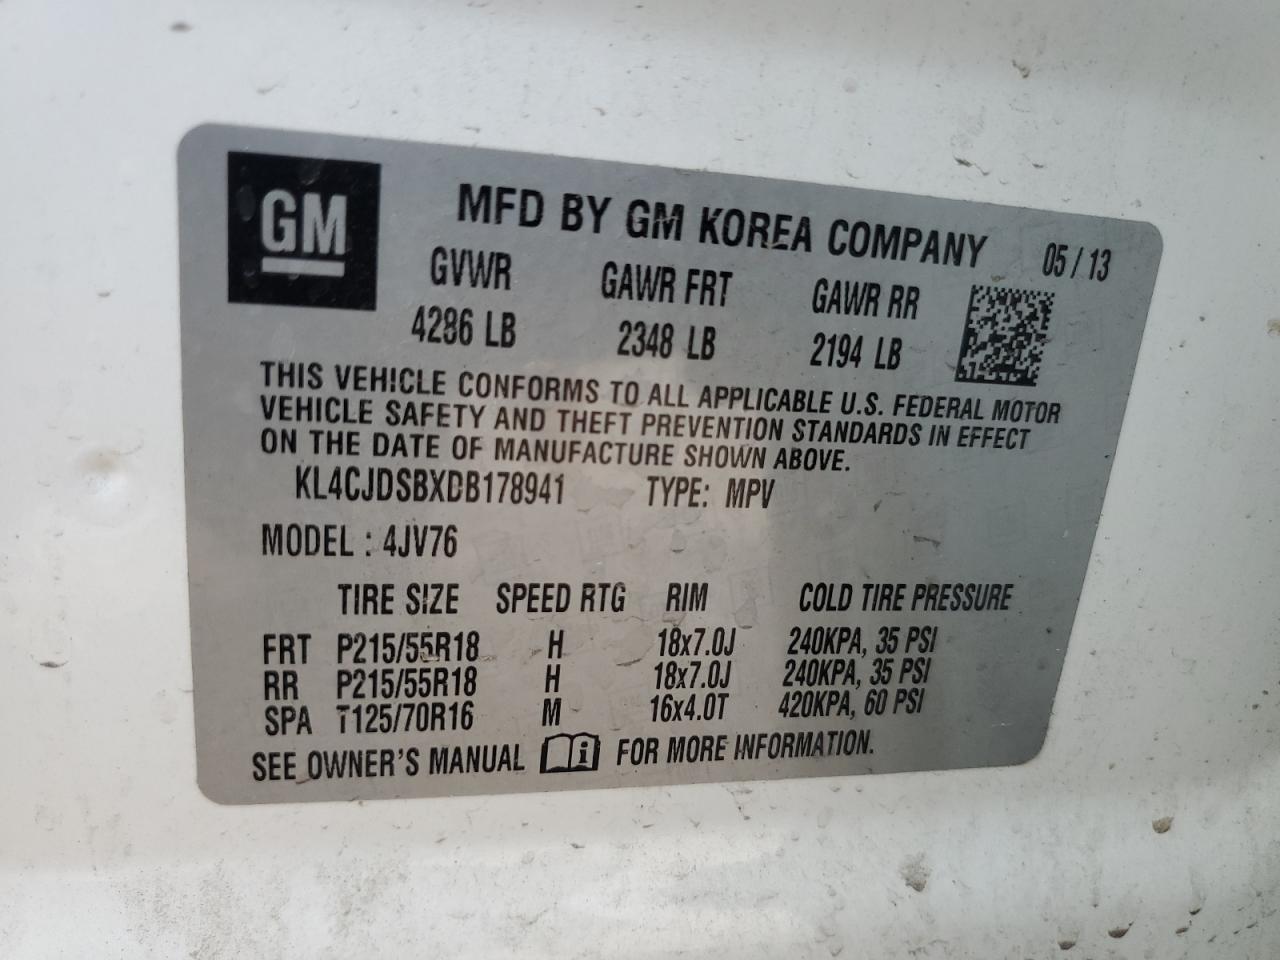 GM
MFD BY GM KOREA COMPANY 05/13
GVWR GAWR FRT GAWR RR
4286 LB 2348 LB 2194 LB
THIS VEHICLE CONFORMS TO ALL APPLICABLE U.S. FEDERAL MOTOR
VEHICLE SAFETY AND THEFT PREVENTION STANDARDS IN EFFECT
ON THE DATE OF MANUFACTURE SHOWN ABOVE.
KL4CJDSBXDB178941 TYPE: MPV
MODEL : 4JV76
TIRE SIZE SPEED RTG RIM COLD TIRE PRESSURE
FRT P215/55R18 H 18x7.0J 240KPA, 35 PSI
RR P215/55R18 H 18x7.0J 240KPA, 35 PSI
SPA T125/70R16 M 16x4.0T 420KPA, 60 PSI
SEE OWNER'S MANUAL i FOR MORE INFORMATION.